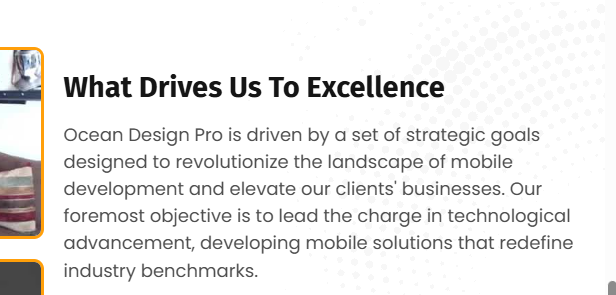 What Drives Us To Excellence
Ocean Design Pro is driven by a set of strategic goals
designed to revolutionize the landscape of mobile
development and elevate our clients' businesses. Our
foremost objective is to lead the charge in technological
advancement, developing mobile solutions that redefine
industry benchmarks.